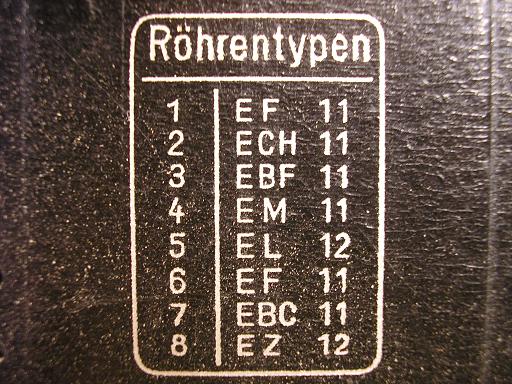 Röhrentypen
1 EF 11
2 ECH 11
3 EBF 11
4 EM 11
5 EL 12
6 EF 11
7 EBC 11
8 EZ 12